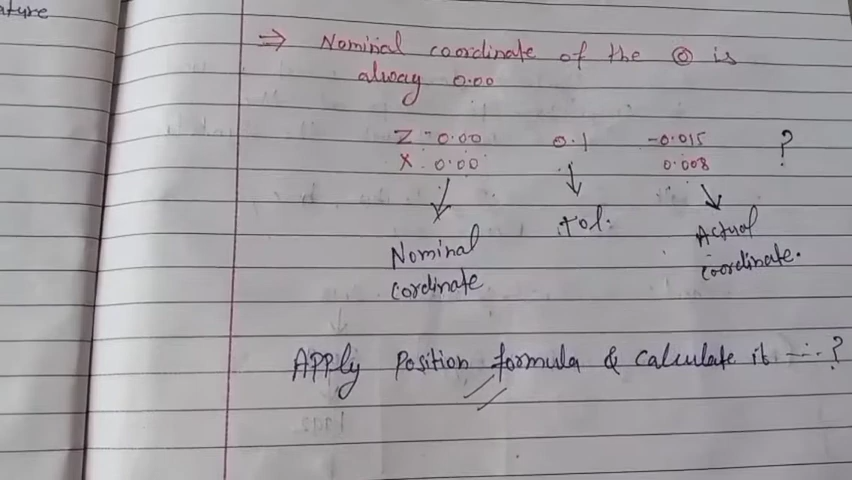 ature
⇒ Nominal coordinate of the ◎ is
alway 0.00
Z - 0.00 0.1 -0.015 ?
X . 0.00 0.008
Nominal
cordinate
tol.
Actual
coordinate.
APPly Position formula & calculate it --- ?